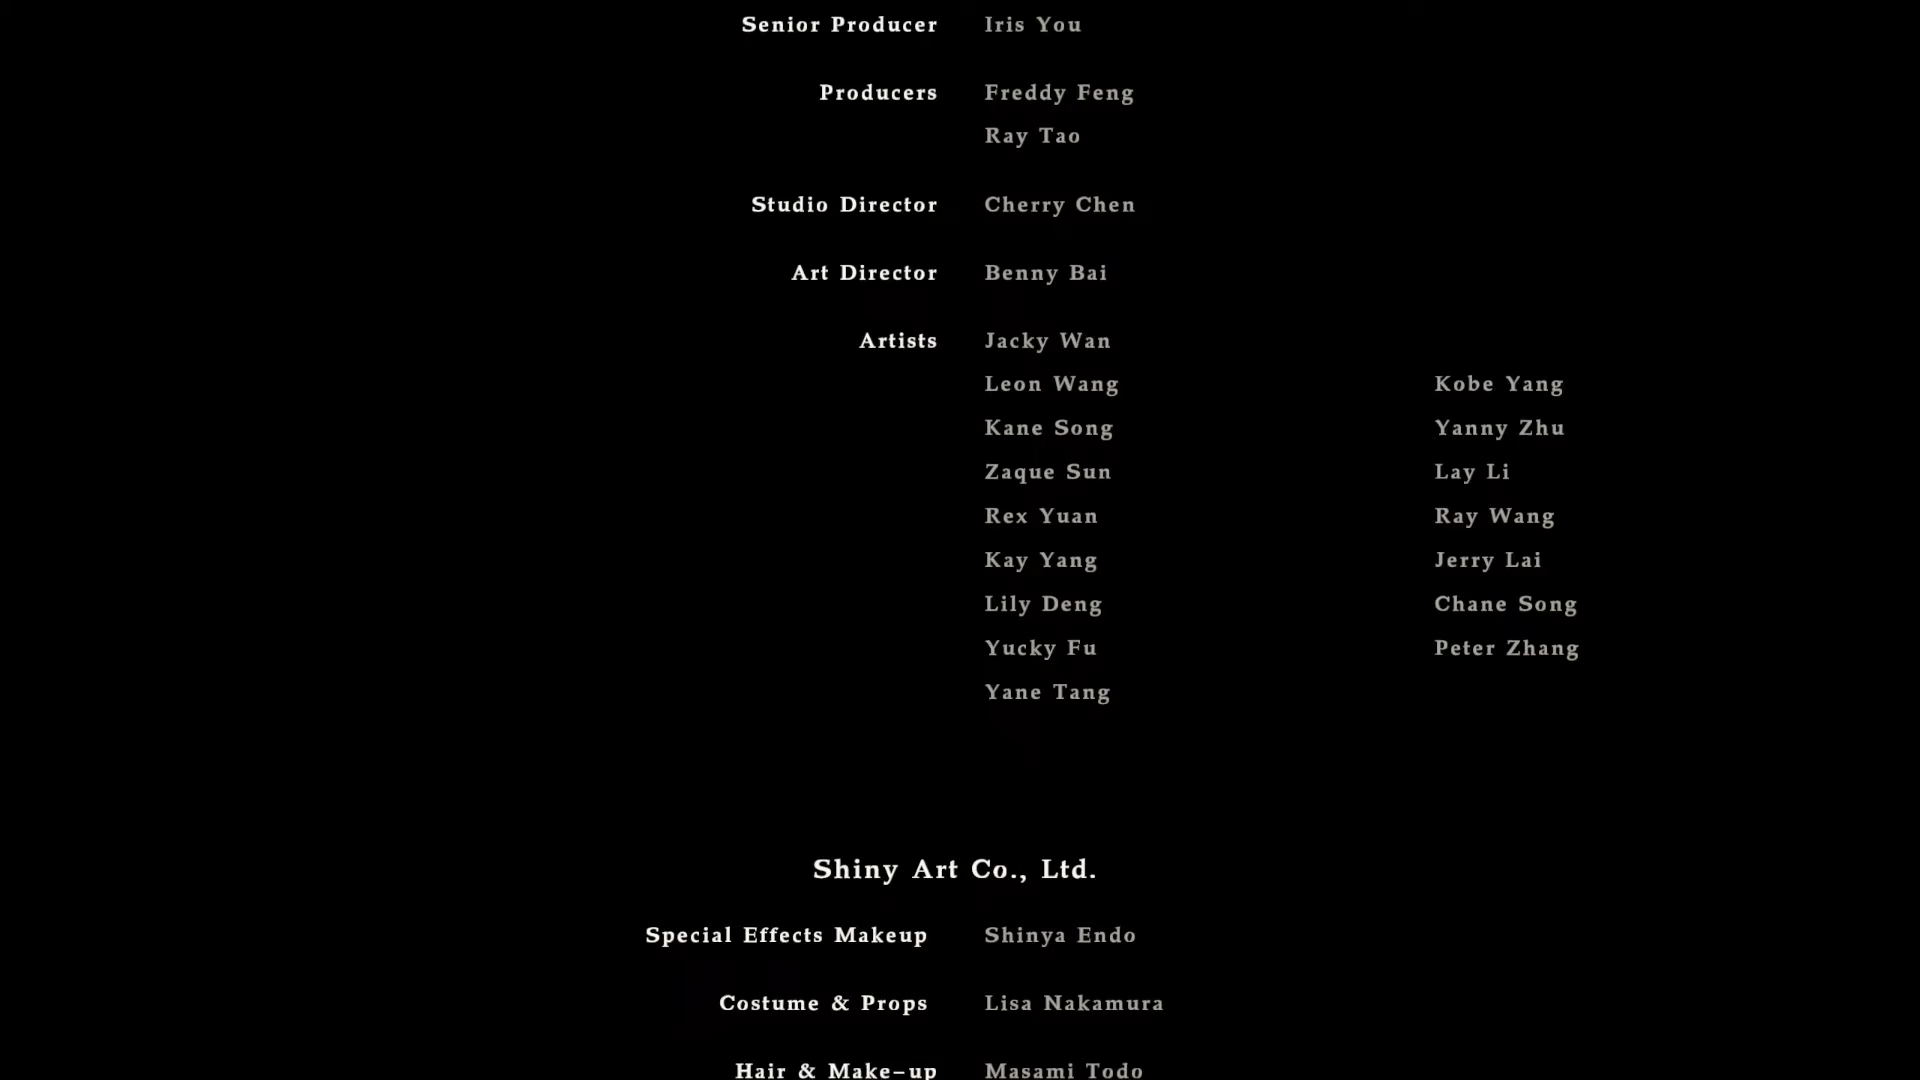 Senior Producer Iris You
Producers Freddy Feng
Ray Tao
Studio Director Cherry Chen
Art Director Benny Bai
Artists Jacky Wan
Leon Wang Kobe Yang
Kane Song Yanny Zhu
Zaque Sun Lay Li
Rex Yuan Ray Wang
Kay Yang Jerry Lai
Lily Deng Chane Song
Yucky Fu Peter Zhang
Yane Tang
Shiny Art Co., Ltd.
Special Effects Makeup Shinya Endo
Costume & Props Lisa Nakamura
Hair & Make-up Masami Todo